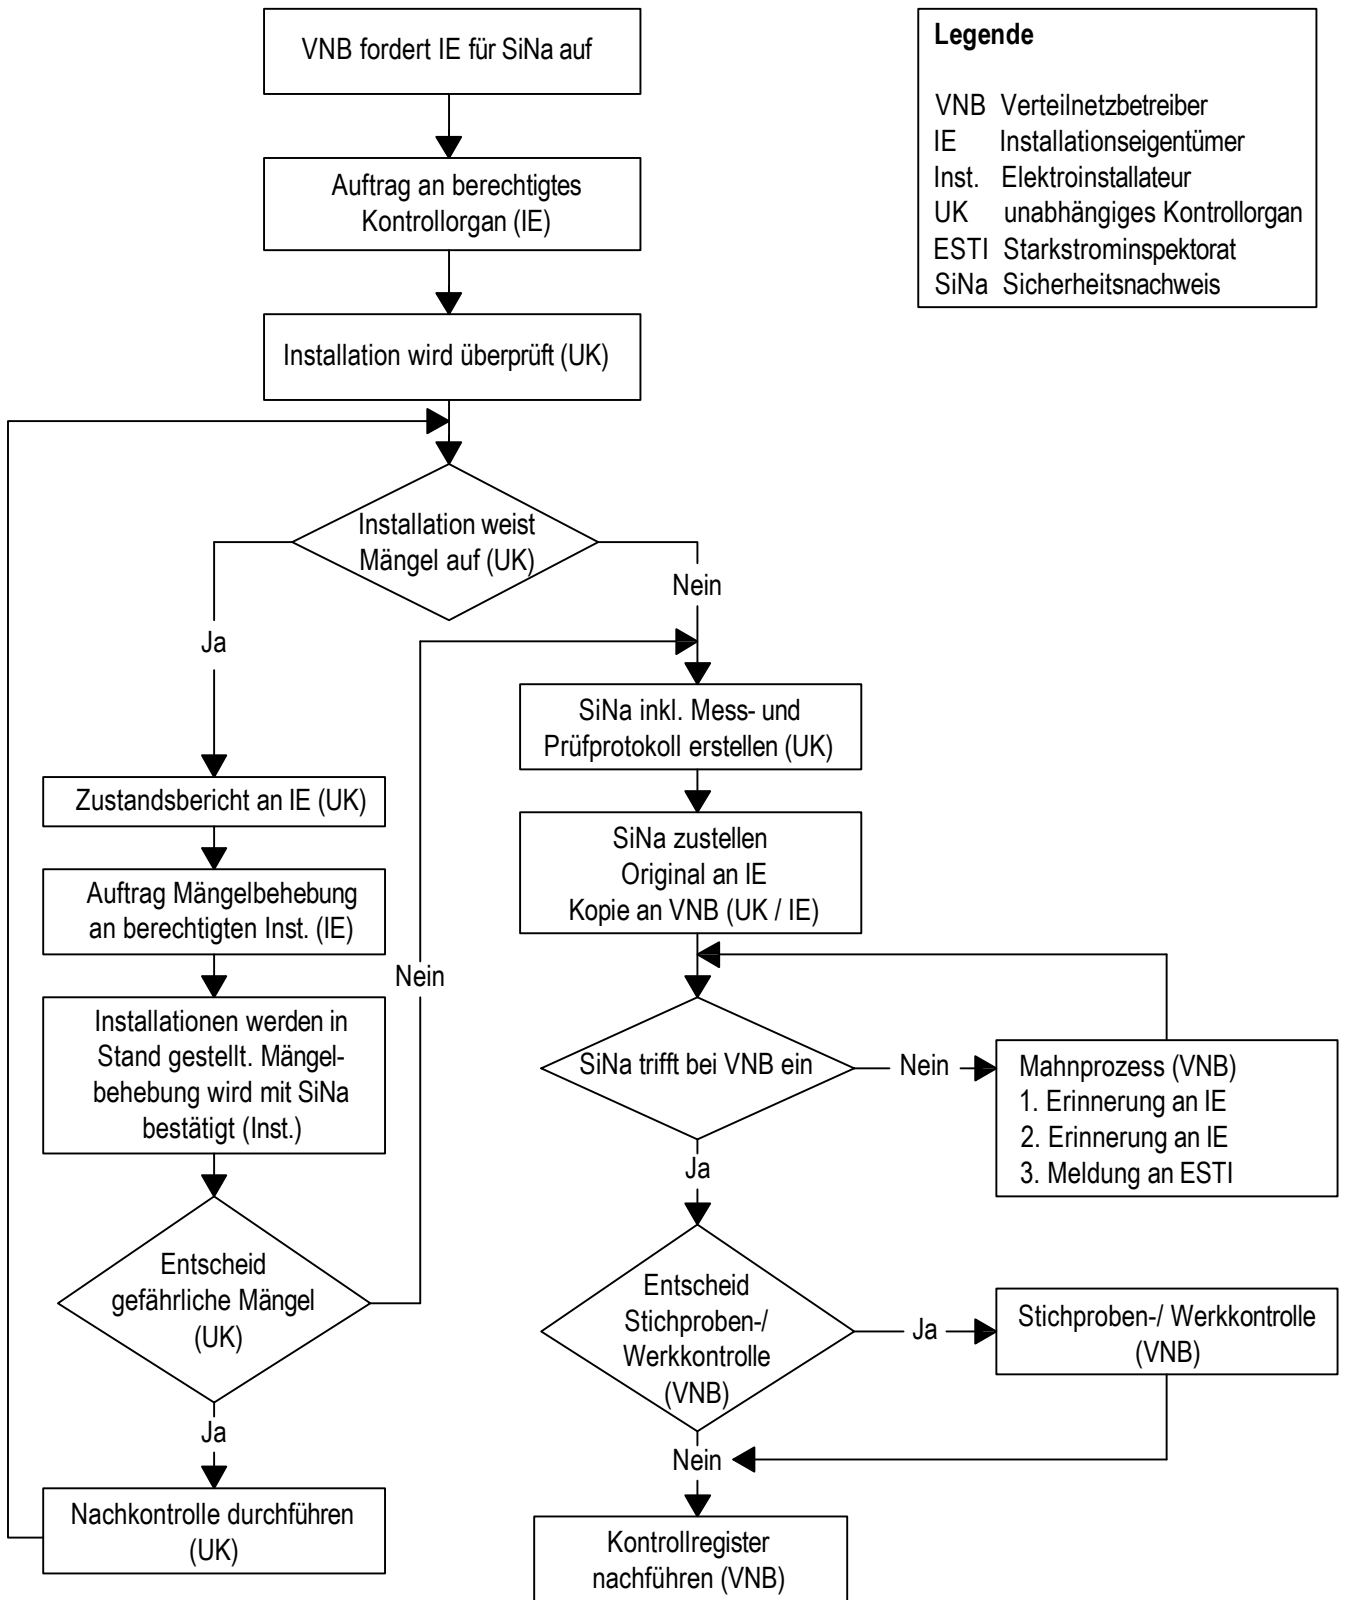 VNB fordert IE für SiNa auf
Auftrag an berechtigtes
Kontrollorgan (IE)
Installation wird überprüft (UK)
Legende
VNB Verteilnetzbetreiber
IE Installationseigentümer
Inst. Elektroinstallateur
UK unabhängiges Kontrollorgan
ESTI Starkstrominspektorat
SiNa Sicherheitsnachweis
Installation weist
Mängel auf (UK)
Ja
Nein
Zustandsbericht an IE (UK)
Auftrag Mängelbehebung
an berechtigten Inst. (IE)
Installationen werden in
Stand gestellt. Mängel-
behebung wird mit SiNa
bestätigt (Inst.)
Entscheid
gefährliche Mängel
(UK)
Nein
Ja
Nachkontrolle durchführen
(UK)
SiNa inkl. Mess- und
Prüfprotokoll erstellen (UK)
SiNa zustellen
Original an IE
Kopie an VNB (UK / IE)
SiNa trifft bei VNB ein
Nein
Mahnprozess (VNB)
1. Erinnerung an IE
2. Erinnerung an IE
3. Meldung an ESTI
Ja
Entscheid
Stichproben-/
Werkkontrolle
(VNB)
Ja
Stichproben-/ Werkkontrolle
(VNB)
Nein
Kontrollregister
nachführen (VNB)